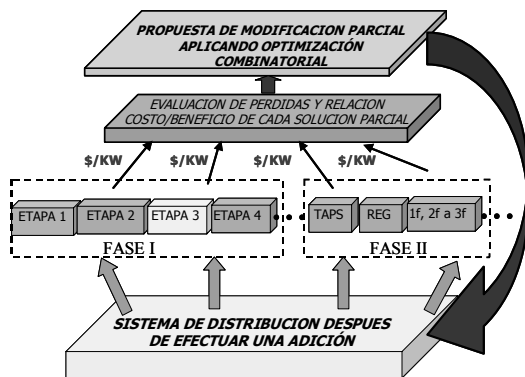 PROPUESTA DE MODIFICACION PARCIAL
APLICANDO OPTIMIZACIÓN
COMBINATORIAL
EVALUACION DE PERDIDAS Y RELACION
COSTO/BENEFICIO DE CADA SOLUCION PARCIAL
$/KW $/KW $/KW $/KW
ETAPA 1 ETAPA 2 ETAPA 3 ETAPA 4 TAPS REG 1f, 2f a 3f
FASE I FASE II
SISTEMA DE DISTRIBUCION DESPUES
DE EFECTUAR UNA ADICIÓN